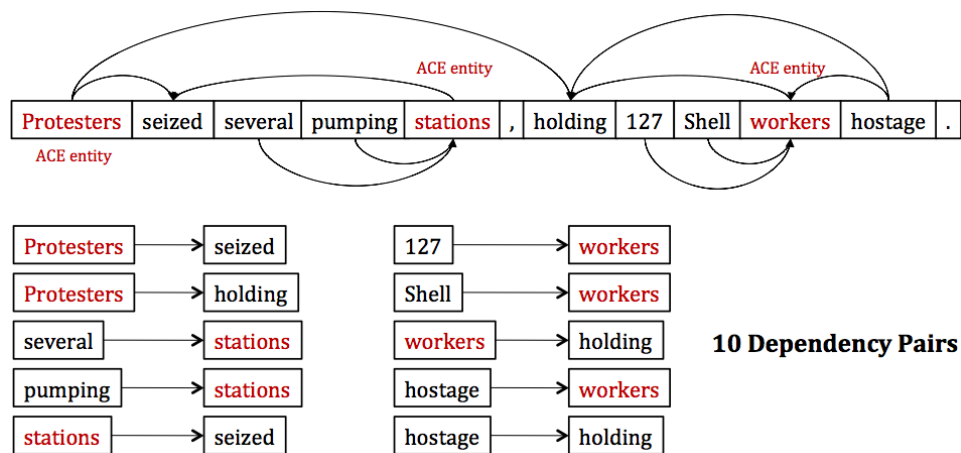 ACE entity ACE entity
Protesters seized several pumping stations , holding 127 Shell workers hostage .
ACE entity
Protesters seized
Protesters holding
several stations
pumping stations
stations seized
127 workers
Shell workers
workers holding
hostage workers
hostage holding
10 Dependency Pairs